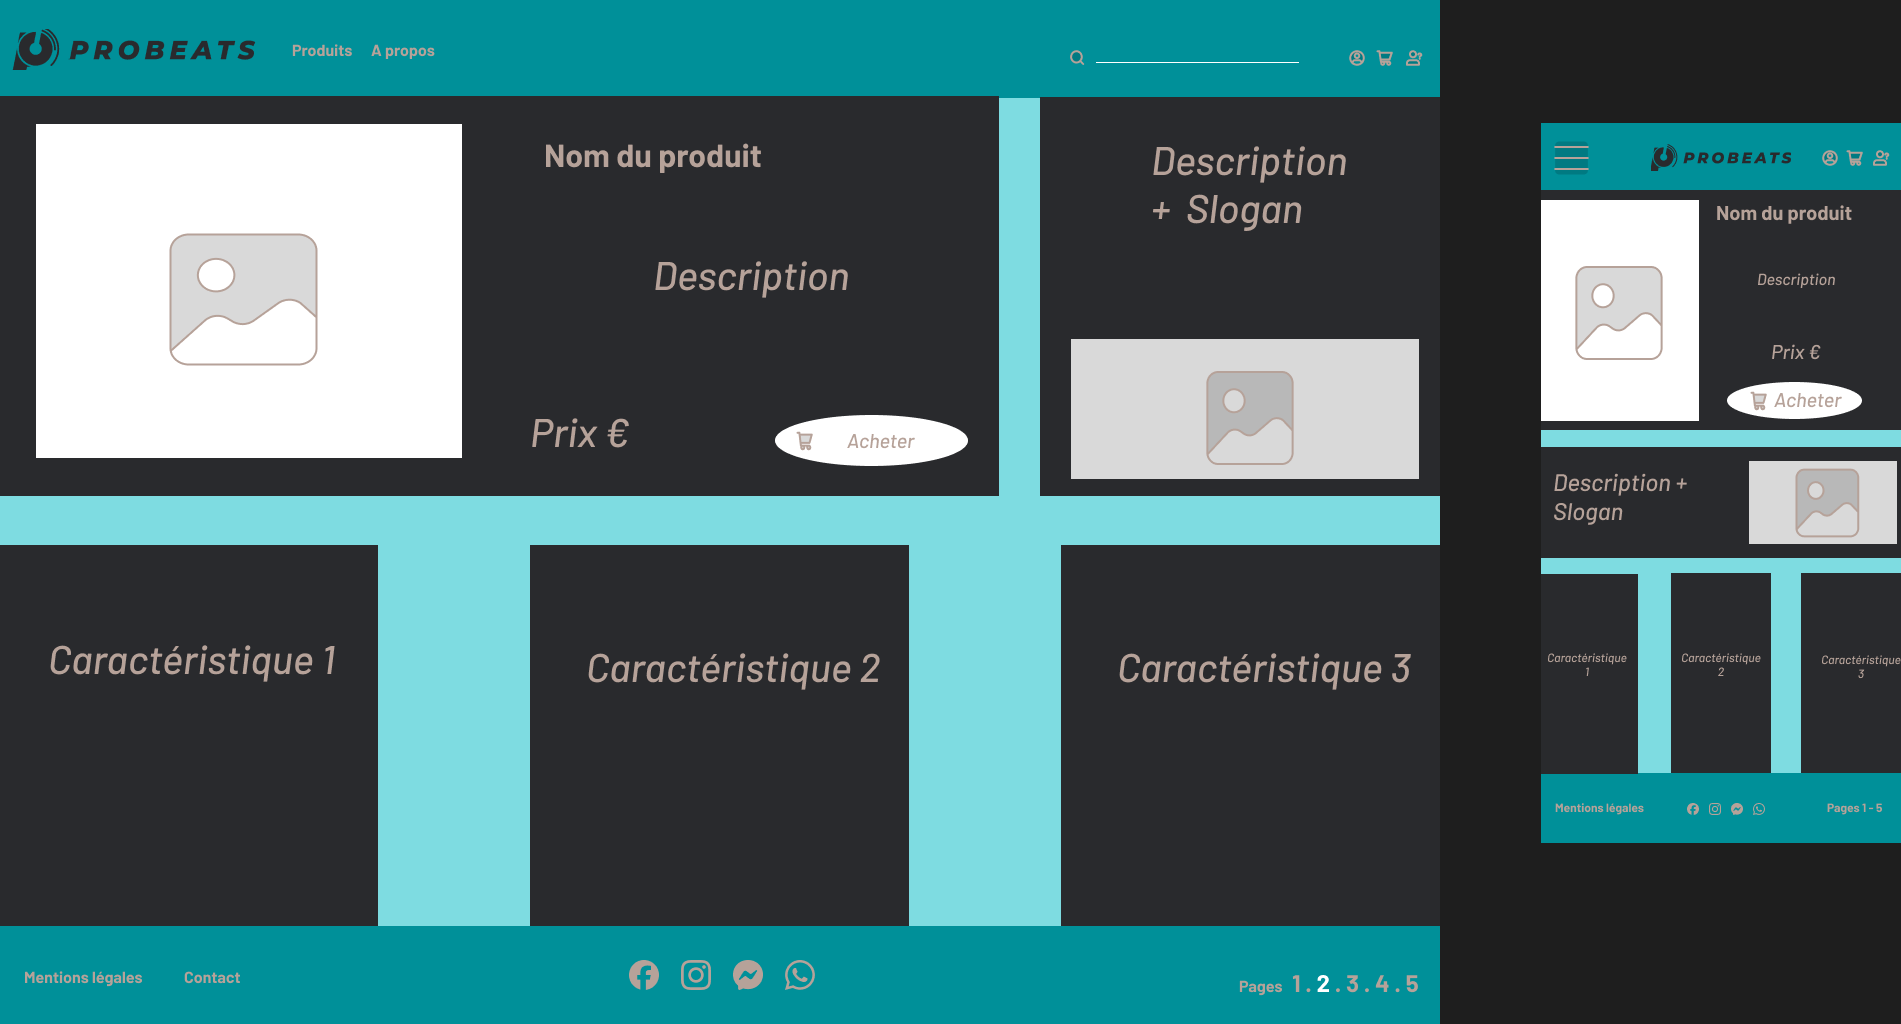 PROBEATS
Produits A propos
Nom du produit
Description
Prix €
Acheter
Description
+ Slogan
Caractéristique 1
Caractéristique 2
Caractéristique 3
Mentions légales Contact
Pages 1 . 2 . 3 . 4 . 5
PROBEATS
Nom du produit
Description
Prix €
Acheter
Description +
Slogan
Caractéristique
1
Caractéristique
2
Caractéristique
3
Mentions légales
Pages 1 - 5